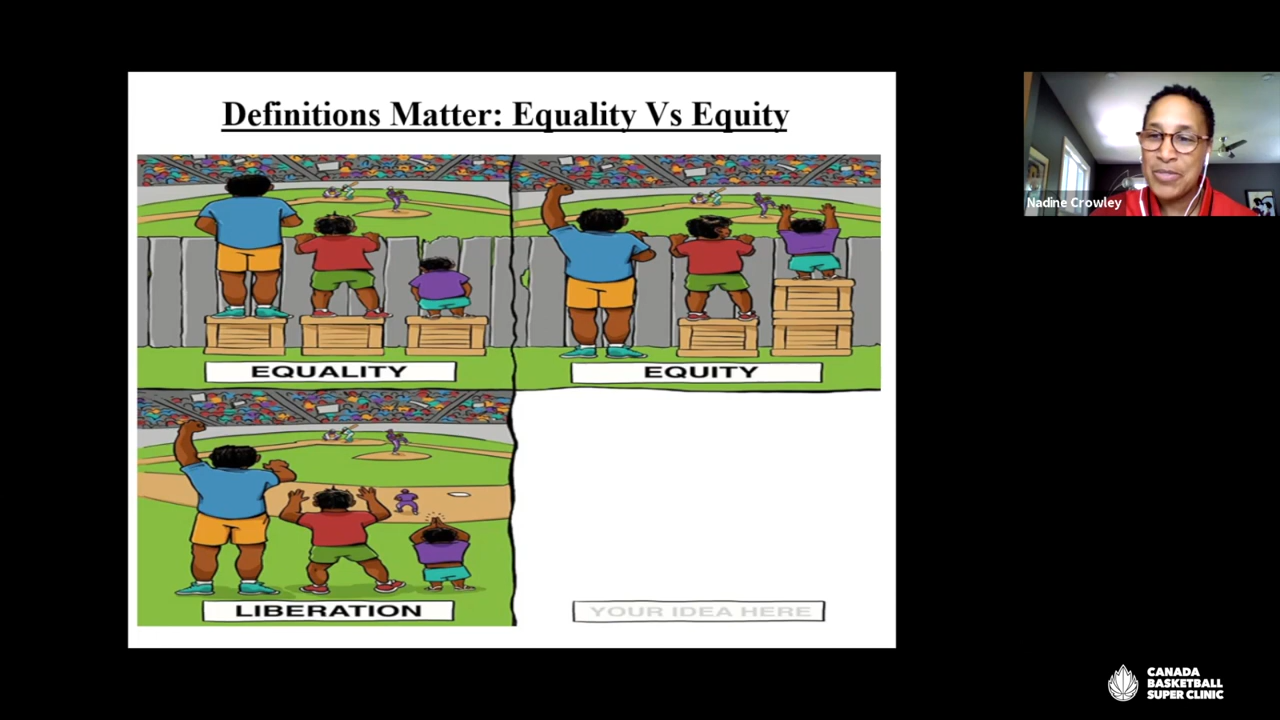 Definitions Matter: Equality Vs Equity
Nadine Crowley
EQUALITY
EQUITY
LIBERATION
YOUR IDEA HERE
CANADA
BASKETBALL
SUPER CLINIC